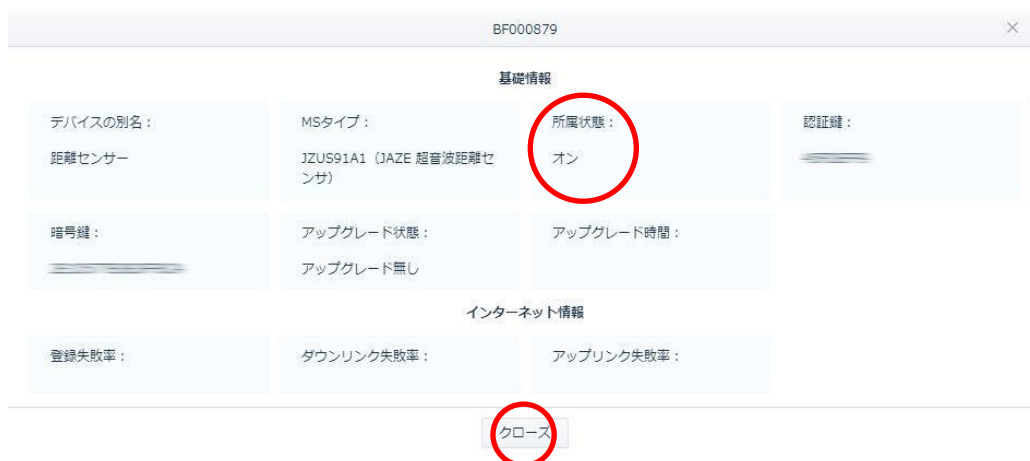 BF000879 ×
基礎情報
デバイスの別名：
距離センサー
MSタイプ：
JZUS91A1（JAZE 超音波距離セ
ンサ）
所属状態：
オン
認証鍵：
暗号鍵：
アップグレード状態：
アップグレード無し
アップグレード時間：
インターネット情報
登録失敗率：
ダウンリンク失敗率：
アップリンク失敗率：
クローズ